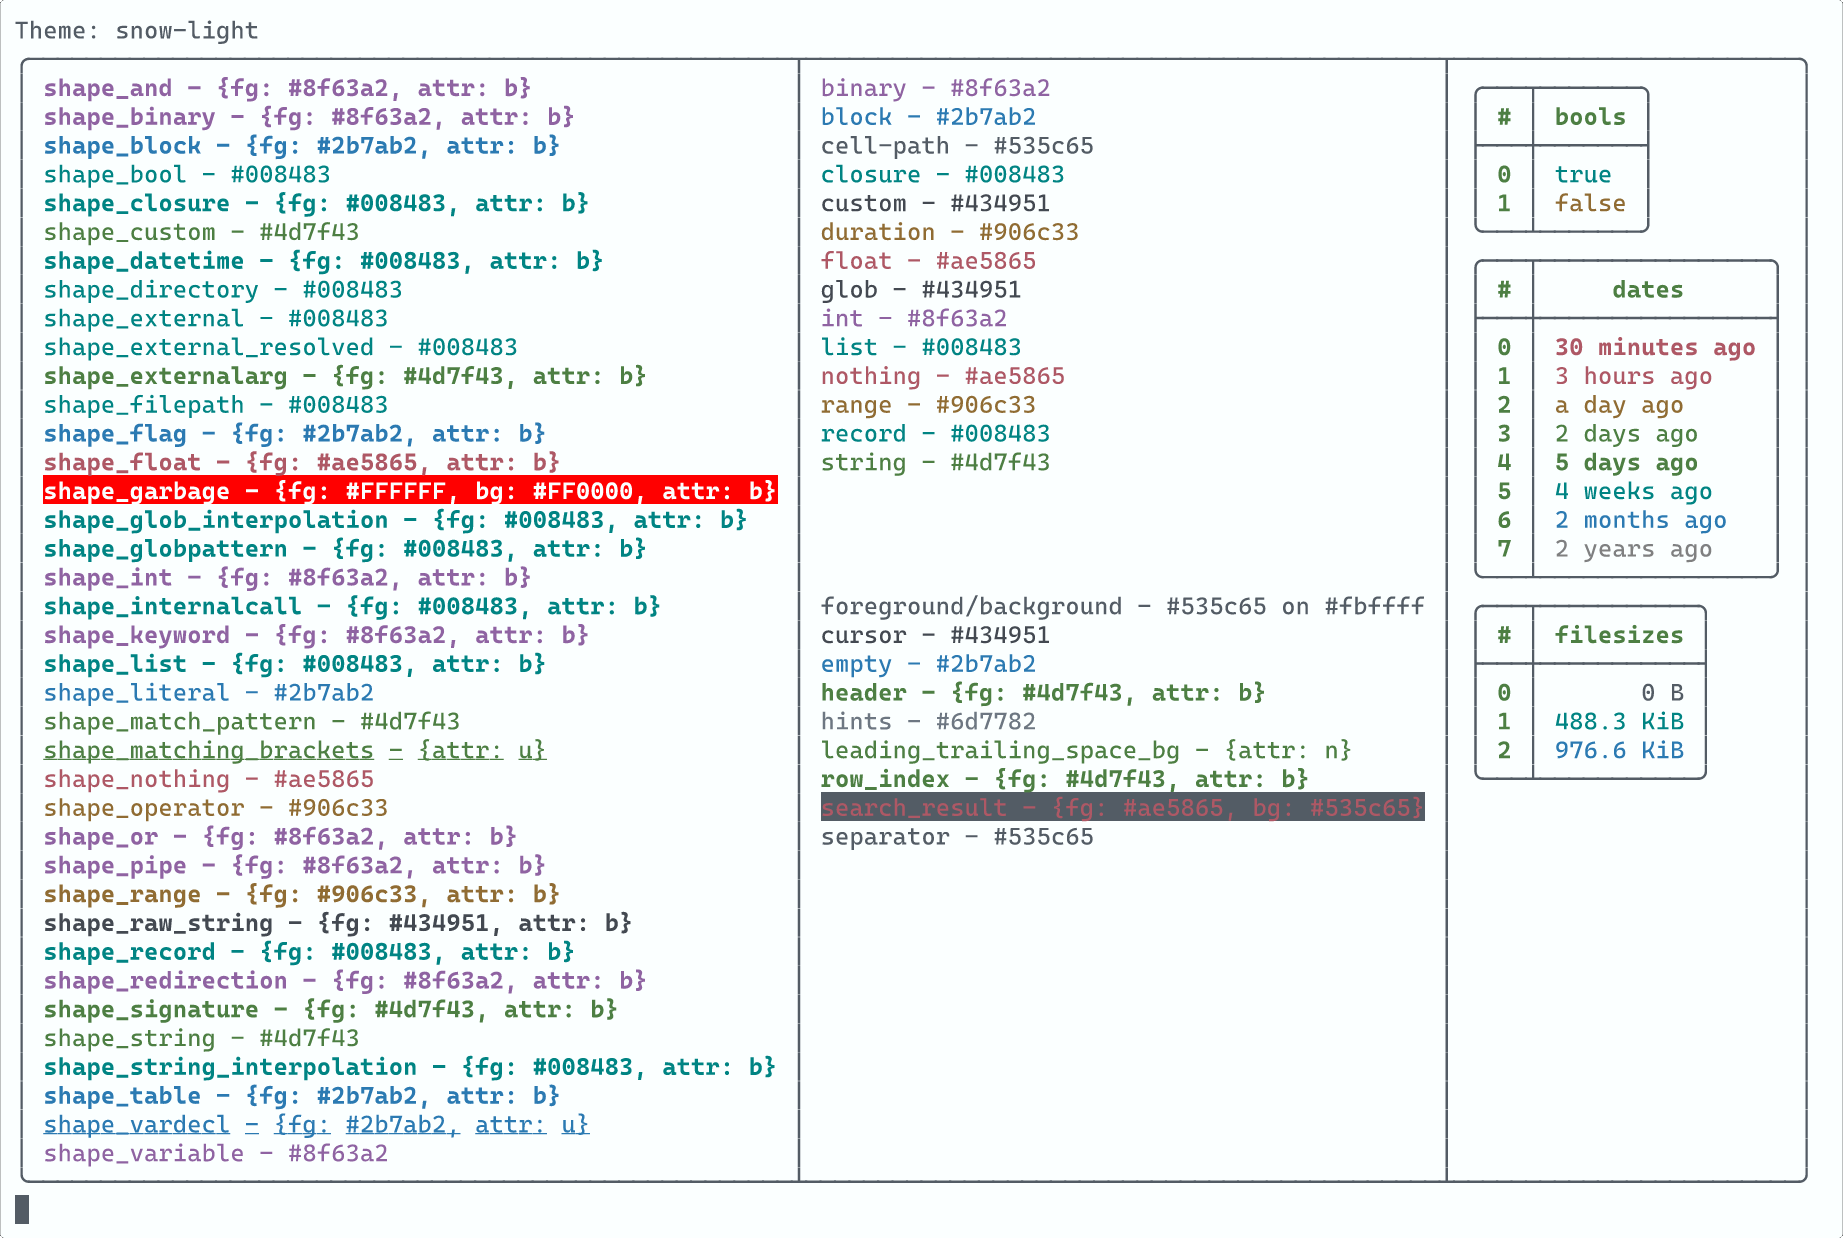 Theme: snow-light
shape_and - {fg: #8f63a2, attr: b}
shape_binary - {fg: #8f63a2, attr: b}
shape_block - {fg: #2b7ab2, attr: b}
shape_bool - #008483
shape_closure - {fg: #008483, attr: b}
shape_custom - #4d7f43
shape_datetime - {fg: #008483, attr: b}
shape_directory - #008483
shape_external - #008483
shape_external_resolved - #008483
shape_externalarg - {fg: #4d7f43, attr: b}
shape_filepath - #008483
shape_flag - {fg: #2b7ab2, attr: b}
shape_float - {fg: #ae5865, attr: b}
shape_garbage - {fg: #FFFFFF, bg: #FF0000, attr: b}
shape_glob_interpolation - {fg: #008483, attr: b}
shape_globpattern - {fg: #008483, attr: b}
shape_int - {fg: #8f63a2, attr: b}
shape_internalcall - {fg: #008483, attr: b}
shape_keyword - {fg: #8f63a2, attr: b}
shape_list - {fg: #008483, attr: b}
shape_literal - #2b7ab2
shape_match_pattern - #4d7f43
shape_matching_brackets - {attr: u}
shape_nothing - #ae5865
shape_operator - #906c33
shape_or - {fg: #8f63a2, attr: b}
shape_pipe - {fg: #8f63a2, attr: b}
shape_range - {fg: #906c33, attr: b}
shape_raw_string - {fg: #434951, attr: b}
shape_record - {fg: #008483, attr: b}
shape_redirection - {fg: #8f63a2, attr: b}
shape_signature - {fg: #4d7f43, attr: b}
shape_string - #4d7f43
shape_string_interpolation - {fg: #008483, attr: b}
shape_table - {fg: #2b7ab2, attr: b}
shape_vardecl - {fg: #2b7ab2, attr: u}
shape_variable - #8f63a2
binary - #8f63a2
block - #2b7ab2
cell-path - #535c65
closure - #008483
custom - #434951
duration - #906c33
float - #ae5865
glob - #434951
int - #8f63a2
list - #008483
nothing - #ae5865
range - #906c33
record - #008483
string - #4d7f43
foreground/background - #535c65 on #fbffff
cursor - #434951
empty - #2b7ab2
header - {fg: #4d7f43, attr: b}
hints - #6d7782
leading_trailing_space_bg - {attr: n}
row_index - {fg: #4d7f43, attr: b}
search_result - {fg: #ae5865, bg: #535c65}
separator - #535c65
# bools
0 true
1 false
# dates
0 30 minutes ago
1 3 hours ago
2 a day ago
3 2 days ago
4 5 days ago
5 4 weeks ago
6 2 months ago
7 2 years ago
# filesizes
0 0 B
1 488.3 KiB
2 976.6 KiB